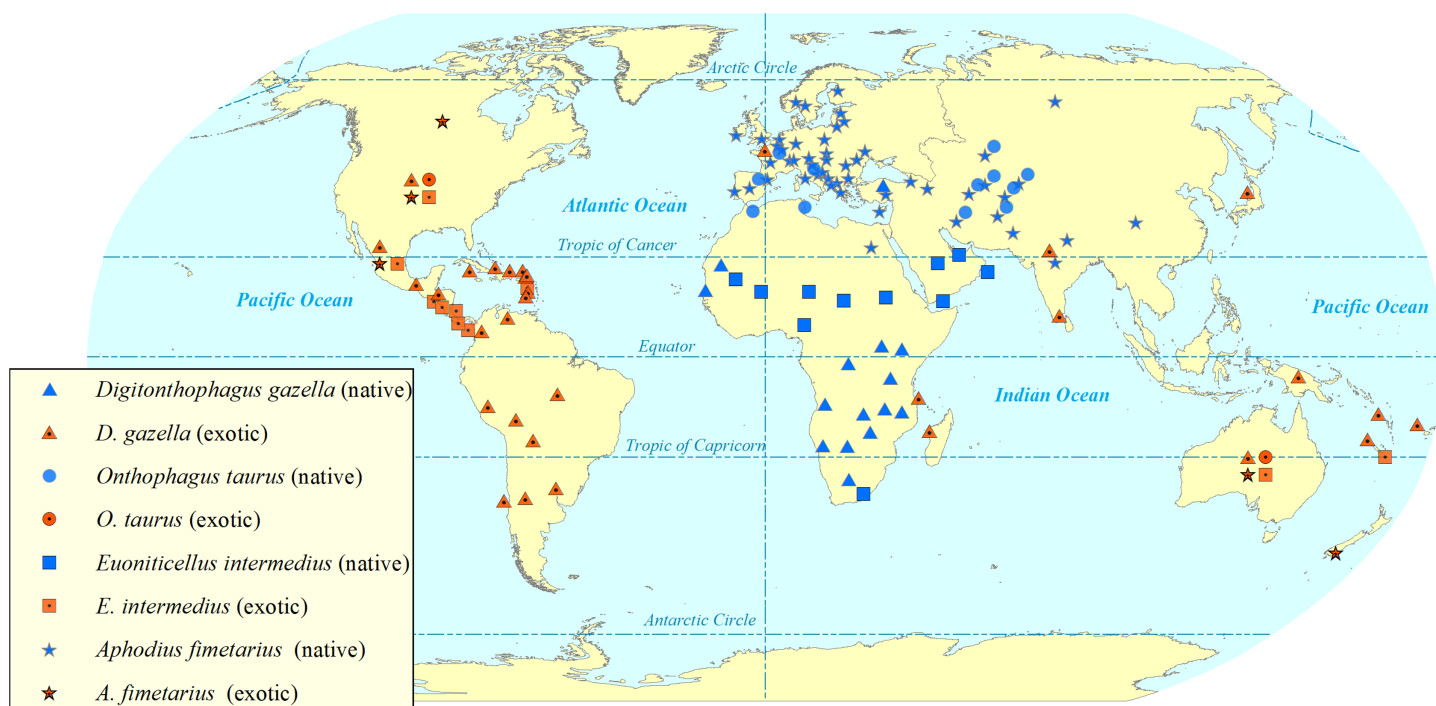 Arctic Circle
Atlantic Ocean
Tropic of Cancer
Pacific Ocean
Pacific Ocean
Equator
Indian Ocean
Tropic of Capricorn
Antarctic Circle
Digitonthophagus gazella (native)
D. gazella (exotic)
Onthophagus taurus (native)
O. taurus (exotic)
Euoniticellus intermedius (native)
E. intermedius (exotic)
Aphodius fimetarius (native)
A. fimetarius (exotic)